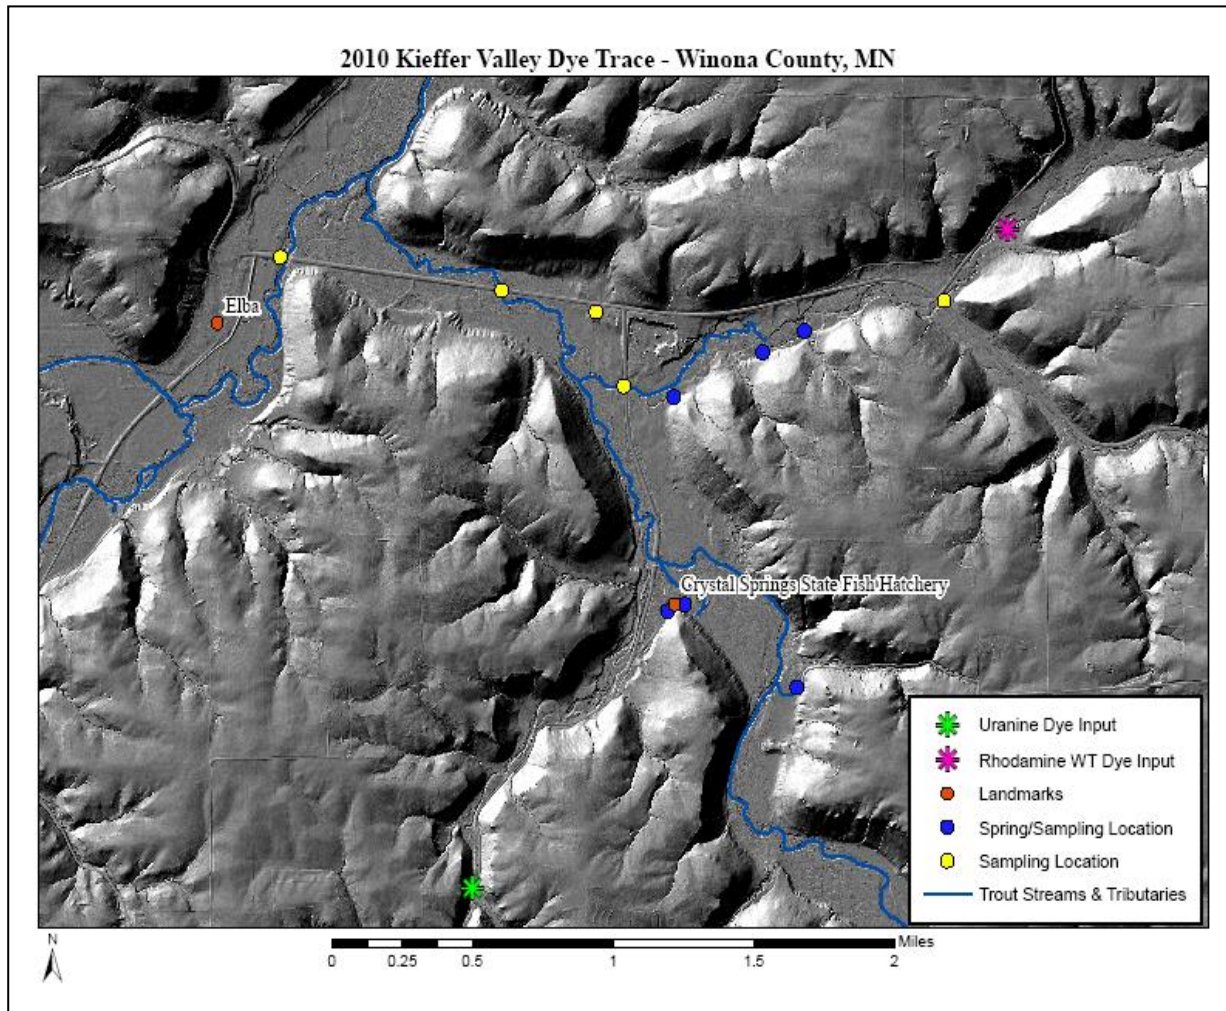 2010 Kieffer Valley Dye Trace - Winona County, MN
Elba
Crystal Springs State Fish Hatchery
Uranine Dye Input
Rhodamine WT Dye Input
Landmarks
Spring/Sampling Location
Sampling Location
Trout Streams & Tributaries
N
Miles
0 0.25 0.5 1 1.5 2